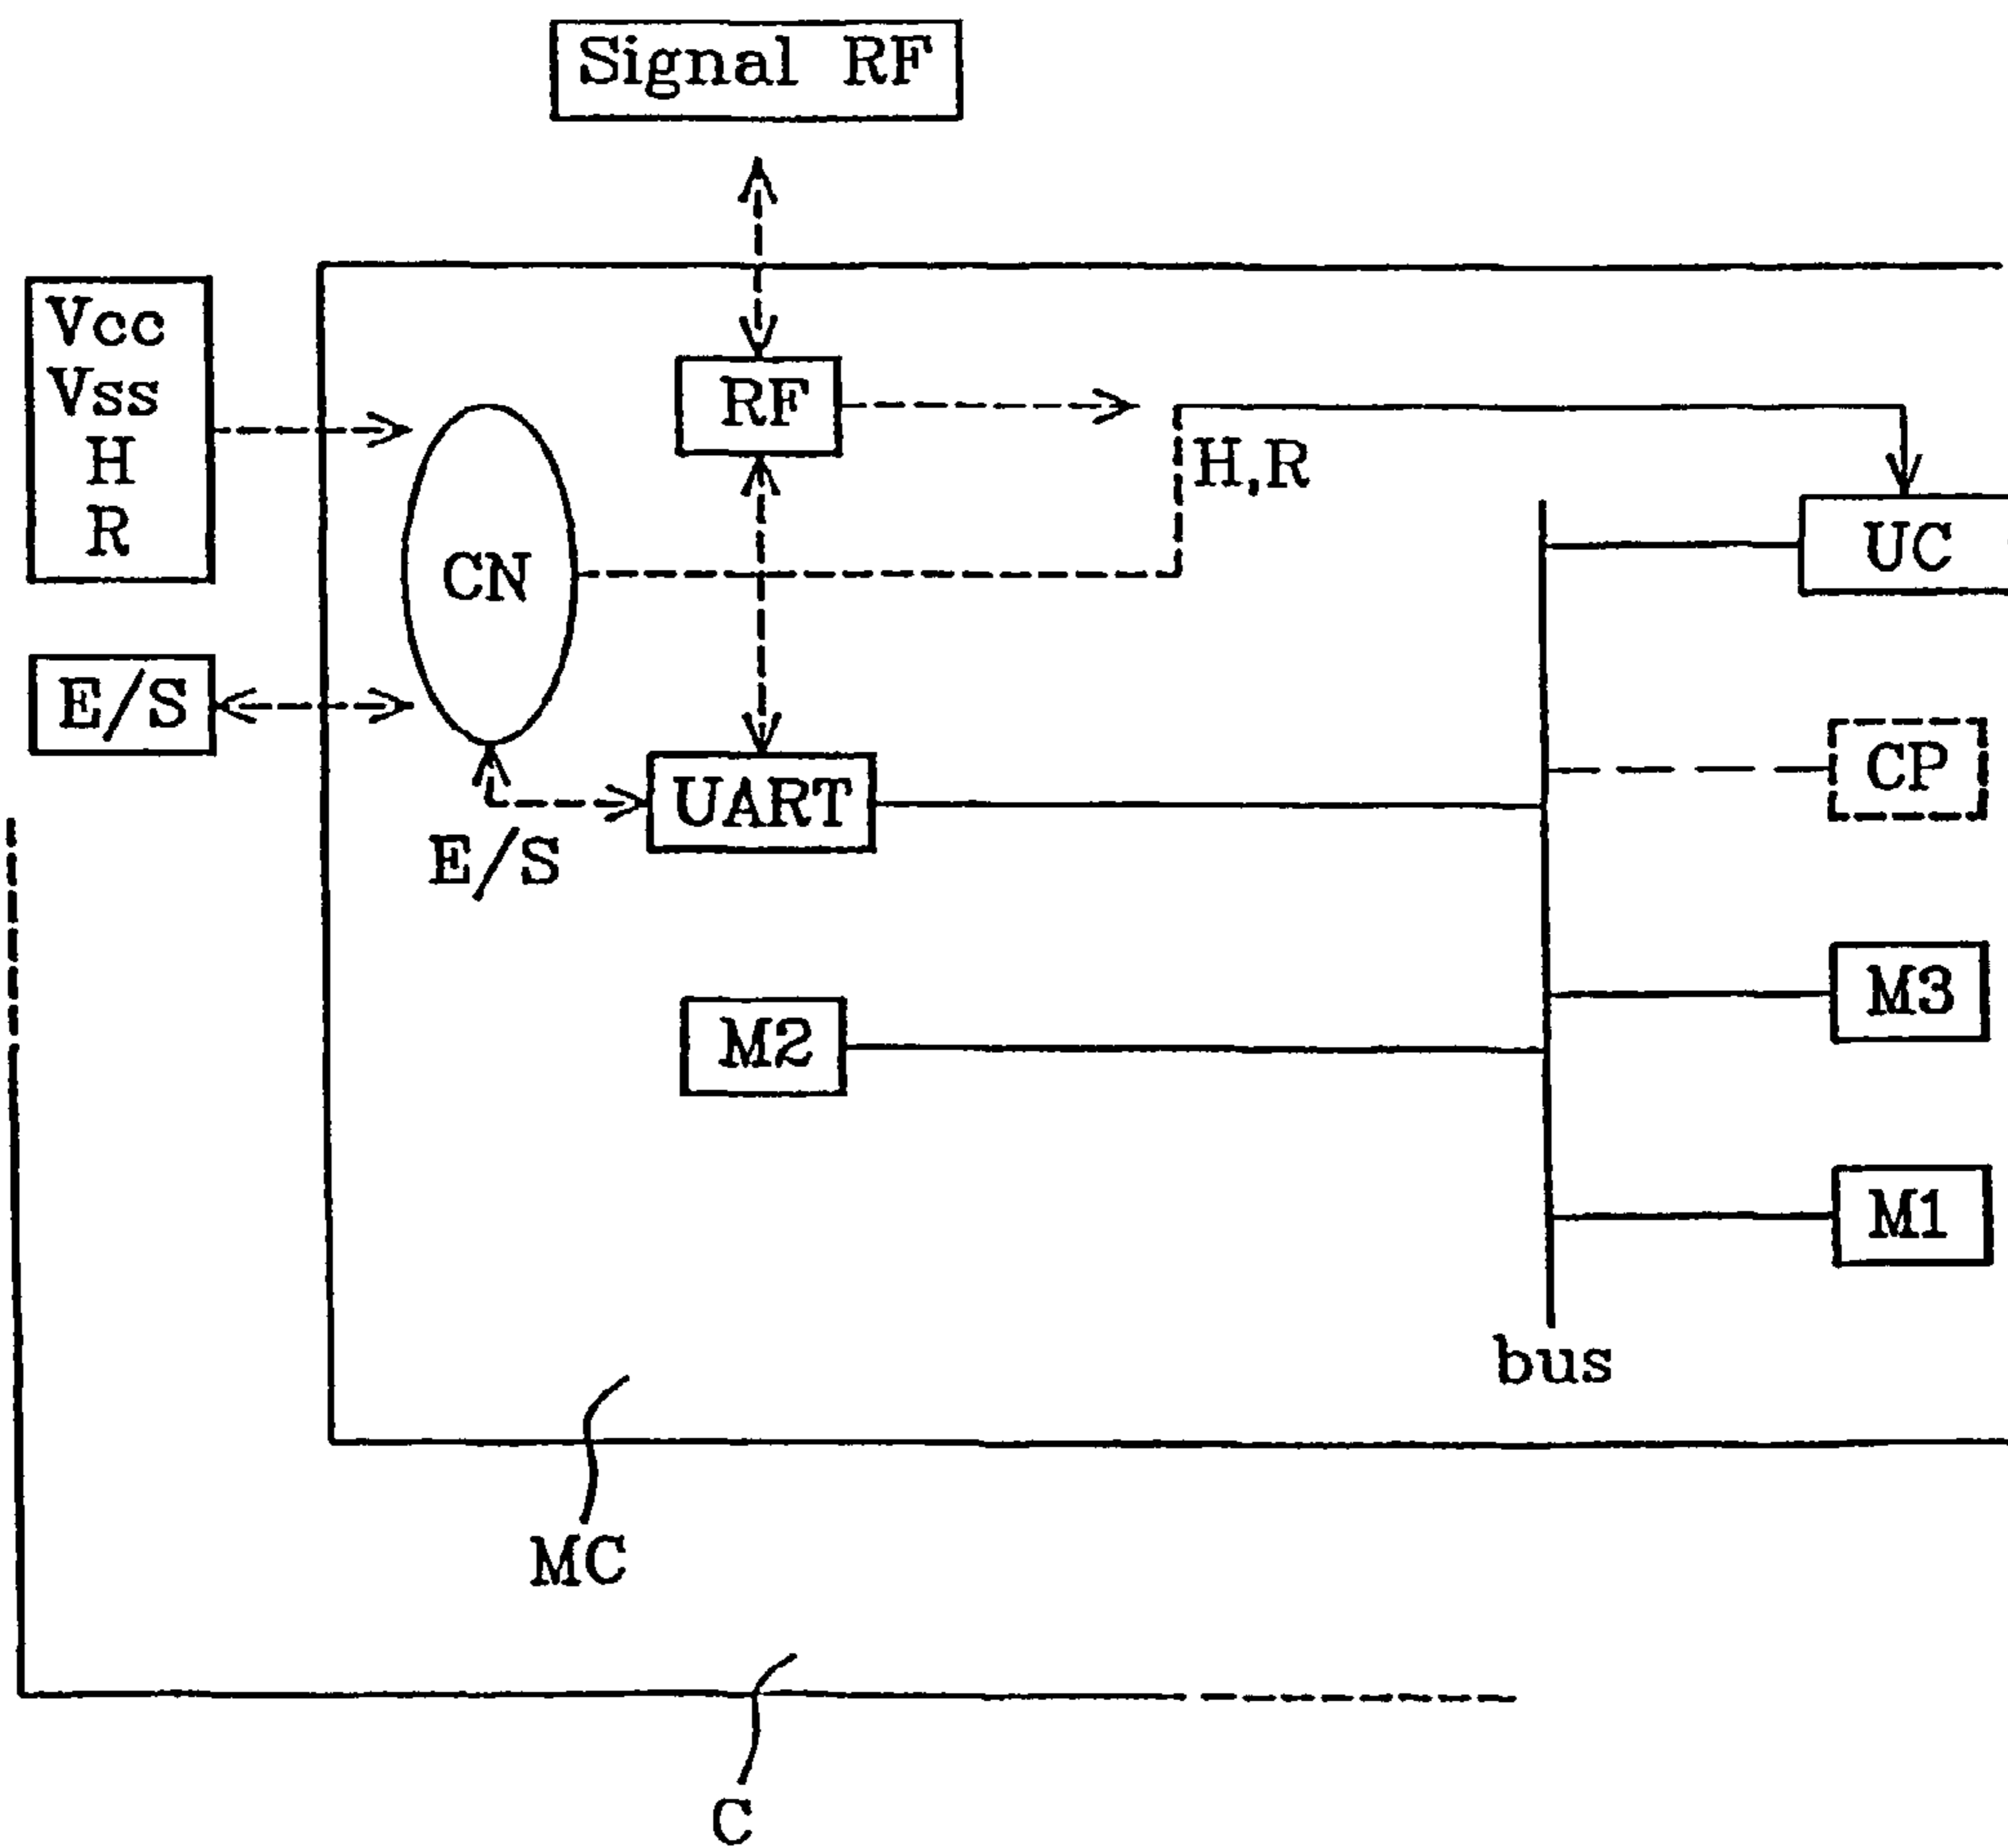 Signal RF
Vcc
Vss
H
R
RF
H,R
CN
UC
E/S
UART
CP
E/S
M3
M2
M1
bus
MC
C